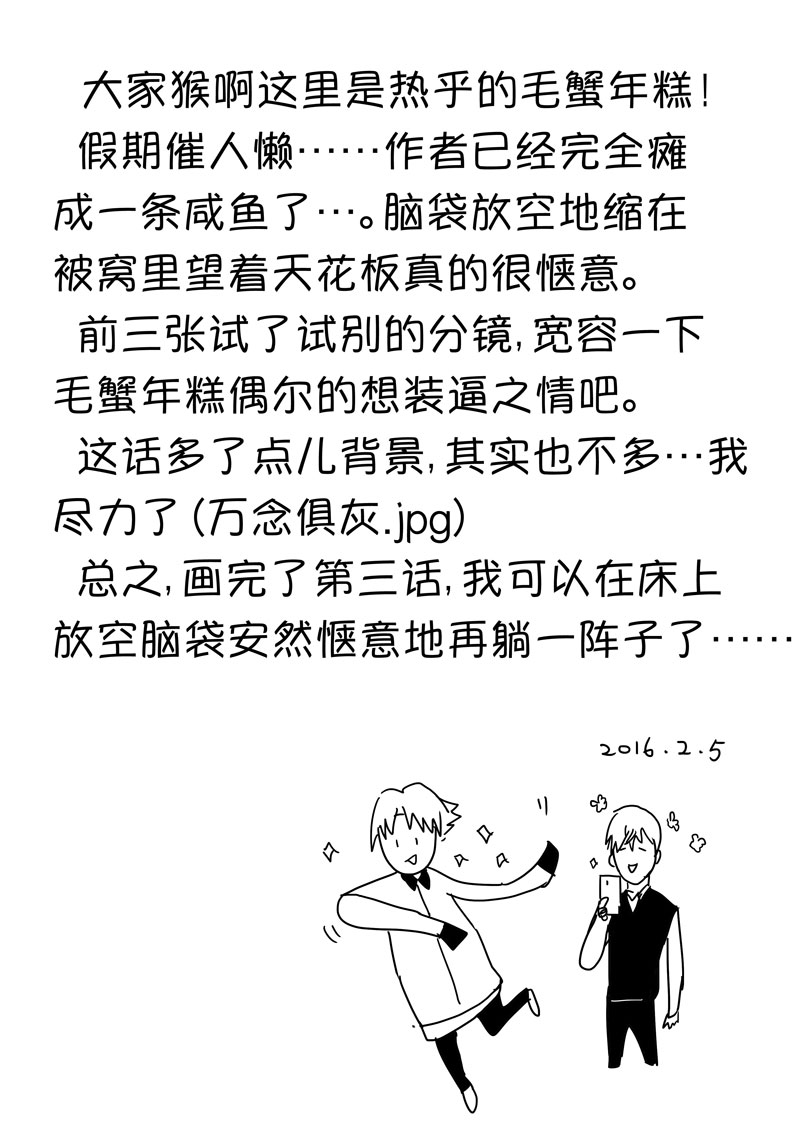 大家猴啊这里是热乎的毛蟹年糕！
假期催人懒……作者已经完全瘫
成一条咸鱼了…。脑袋放空地缩在
被窝里望着天花板真的很惬意。
前三张试了试别的分镜，宽容一下
毛蟹年糕偶尔的想装逼之情吧。
这话多了点儿背景，其实也不多…我
尽力了（万念俱灰.jpg）
总之，画完了第三话，我可以在床上
放空脑袋安然惬意地再躺一阵子了……
2016.2.5